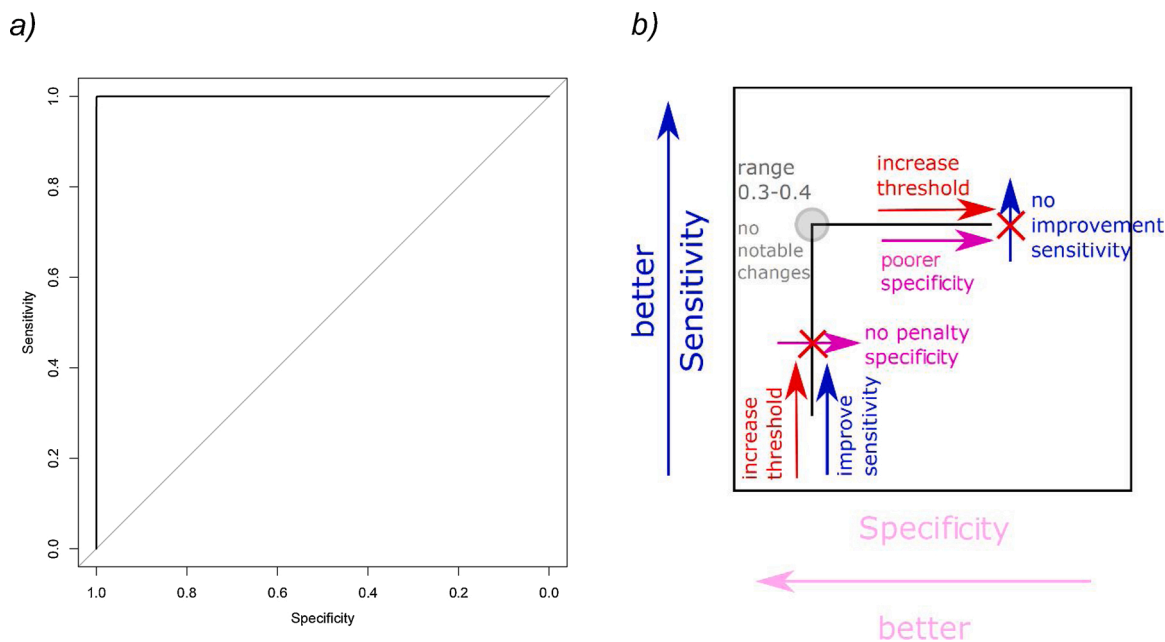 a)
1.0
0.8
0.6
0.4
0.2
0.0
Sensitivity
1.0
0.8
0.6
0.4
0.2
0.0
Specificity
b)
better
Sensitivity
range
0.3-0.4
no
notable
changes
increase
threshold
poorer
specificity
no
improvement
sensitivity
no penalty
specificity
increase
threshold
improve
sensitivity
Specificity
better